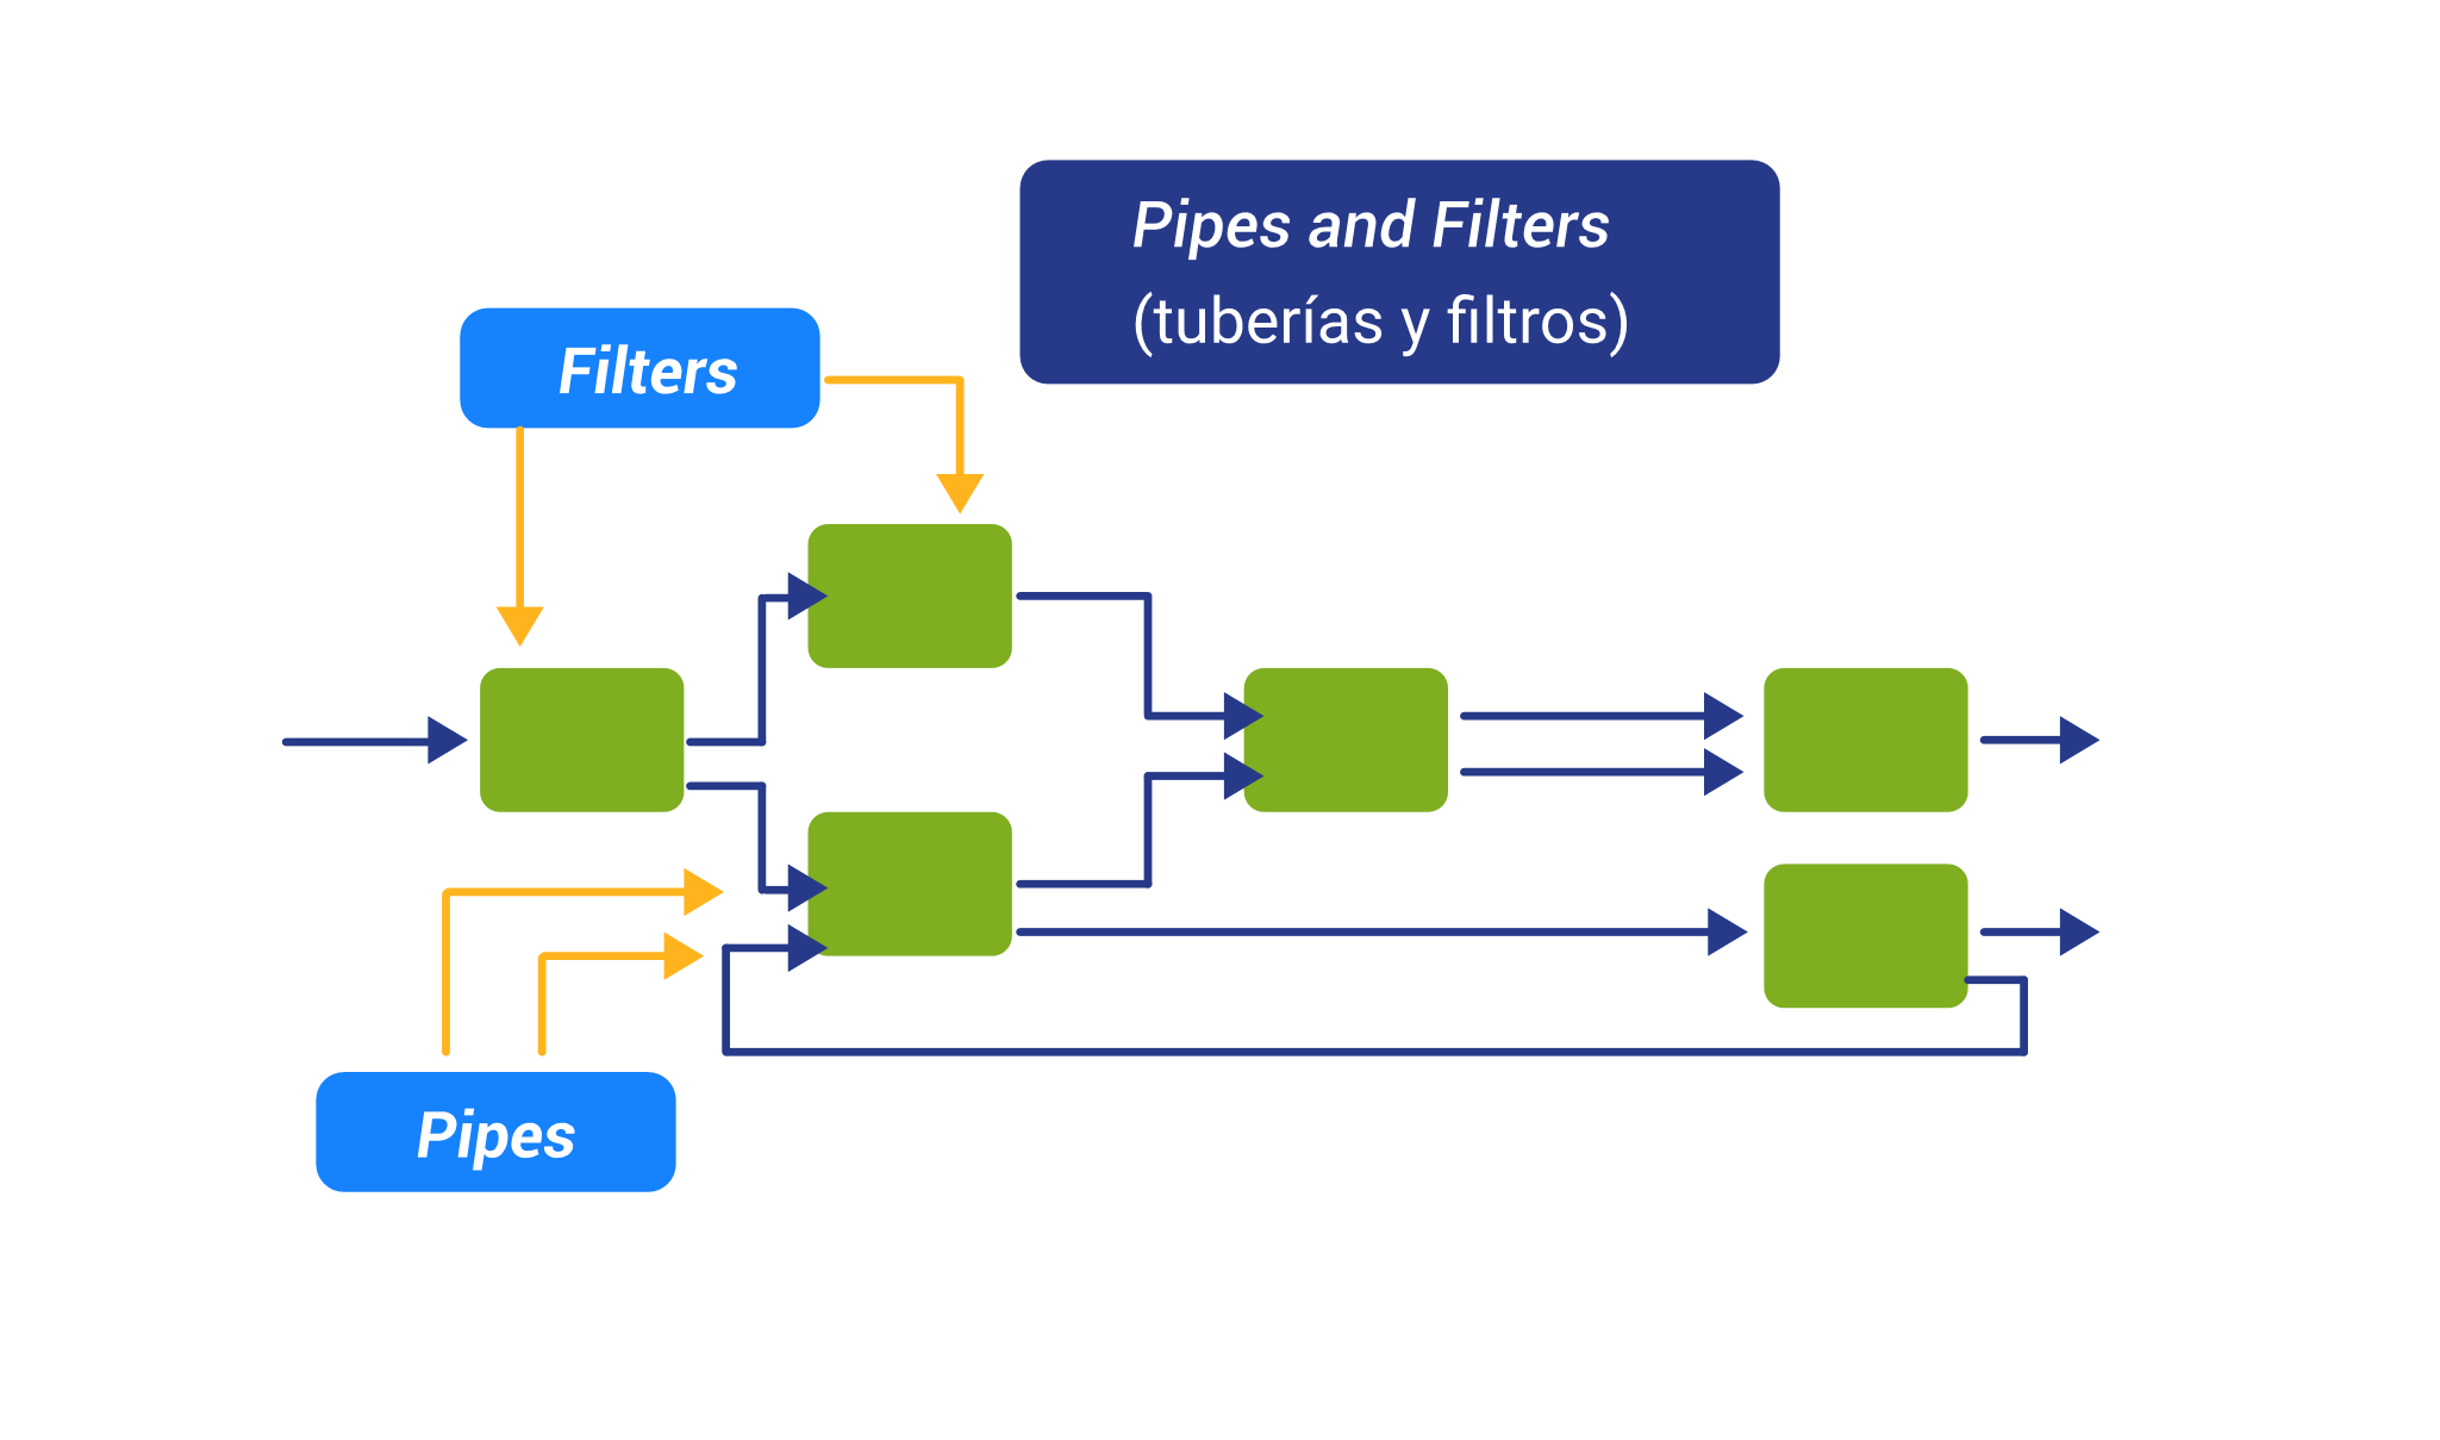 Pipes and Filters
(tuberías y filtros)
Filters
Pipes